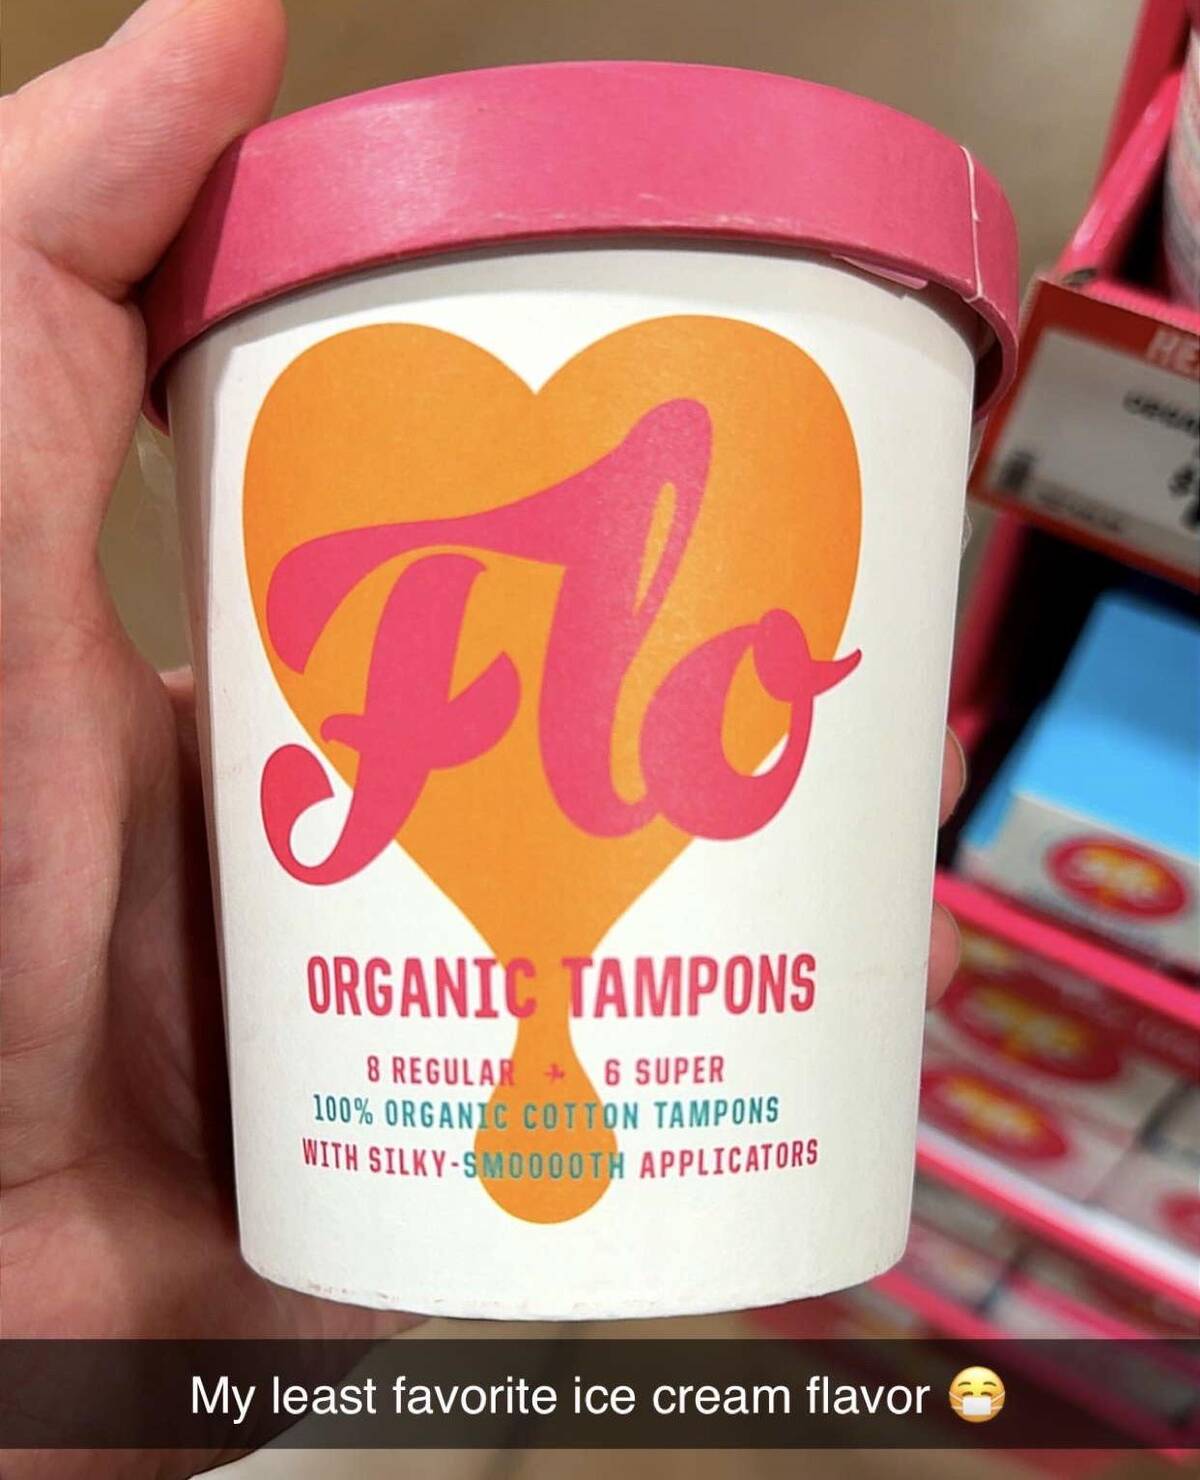 Flo
ORGANIC TAMPONS
8 REGULAR + 6 SUPER
100% ORGANIC COTTON TAMPONS
WITH SILKY-SMOOOOTH APPLICATORS
My least favorite ice cream flavor 😷